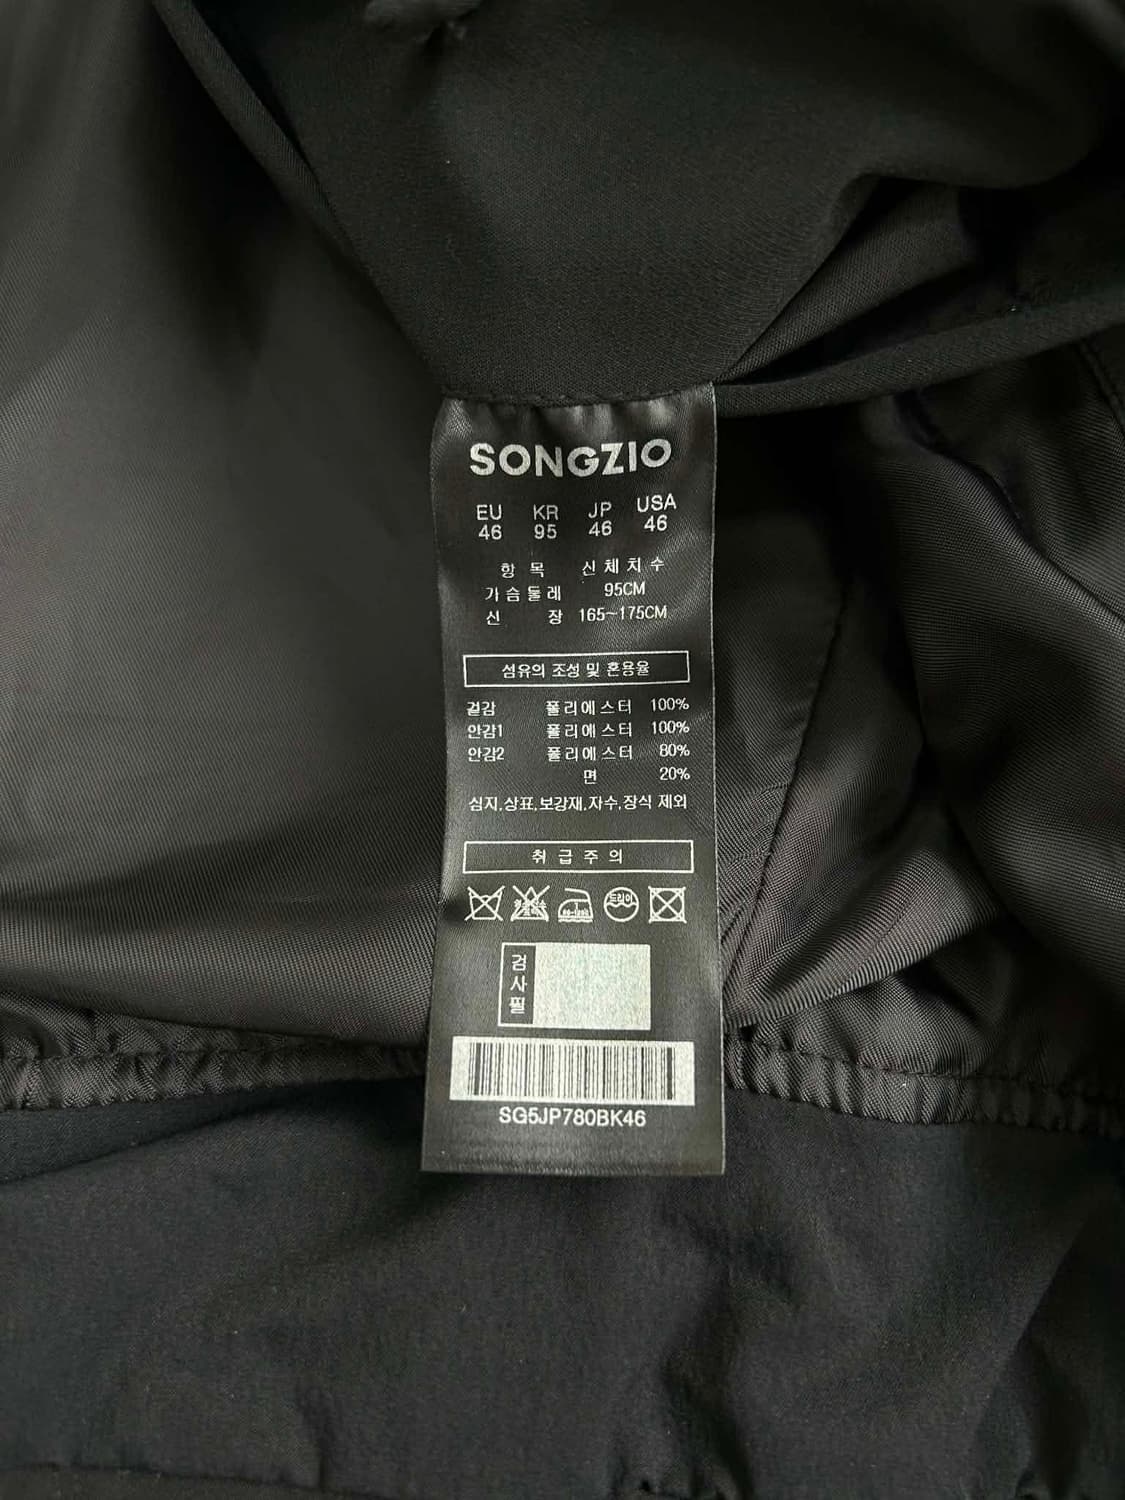 SONGZIO
EU KR JP USA
46 95 46 46
항 목 신체치수
가슴둘레 95CM
신 장 165~175CM
섬유의 조성 및 혼용율
겉감 폴리에스터 100%
안감1 폴리에스터 100%
안감2 폴리에스터 80%
면 20%
심지,상표,보강재,자수,장식 제외
취급주의
드라이
검사필
SG5JP780BK46